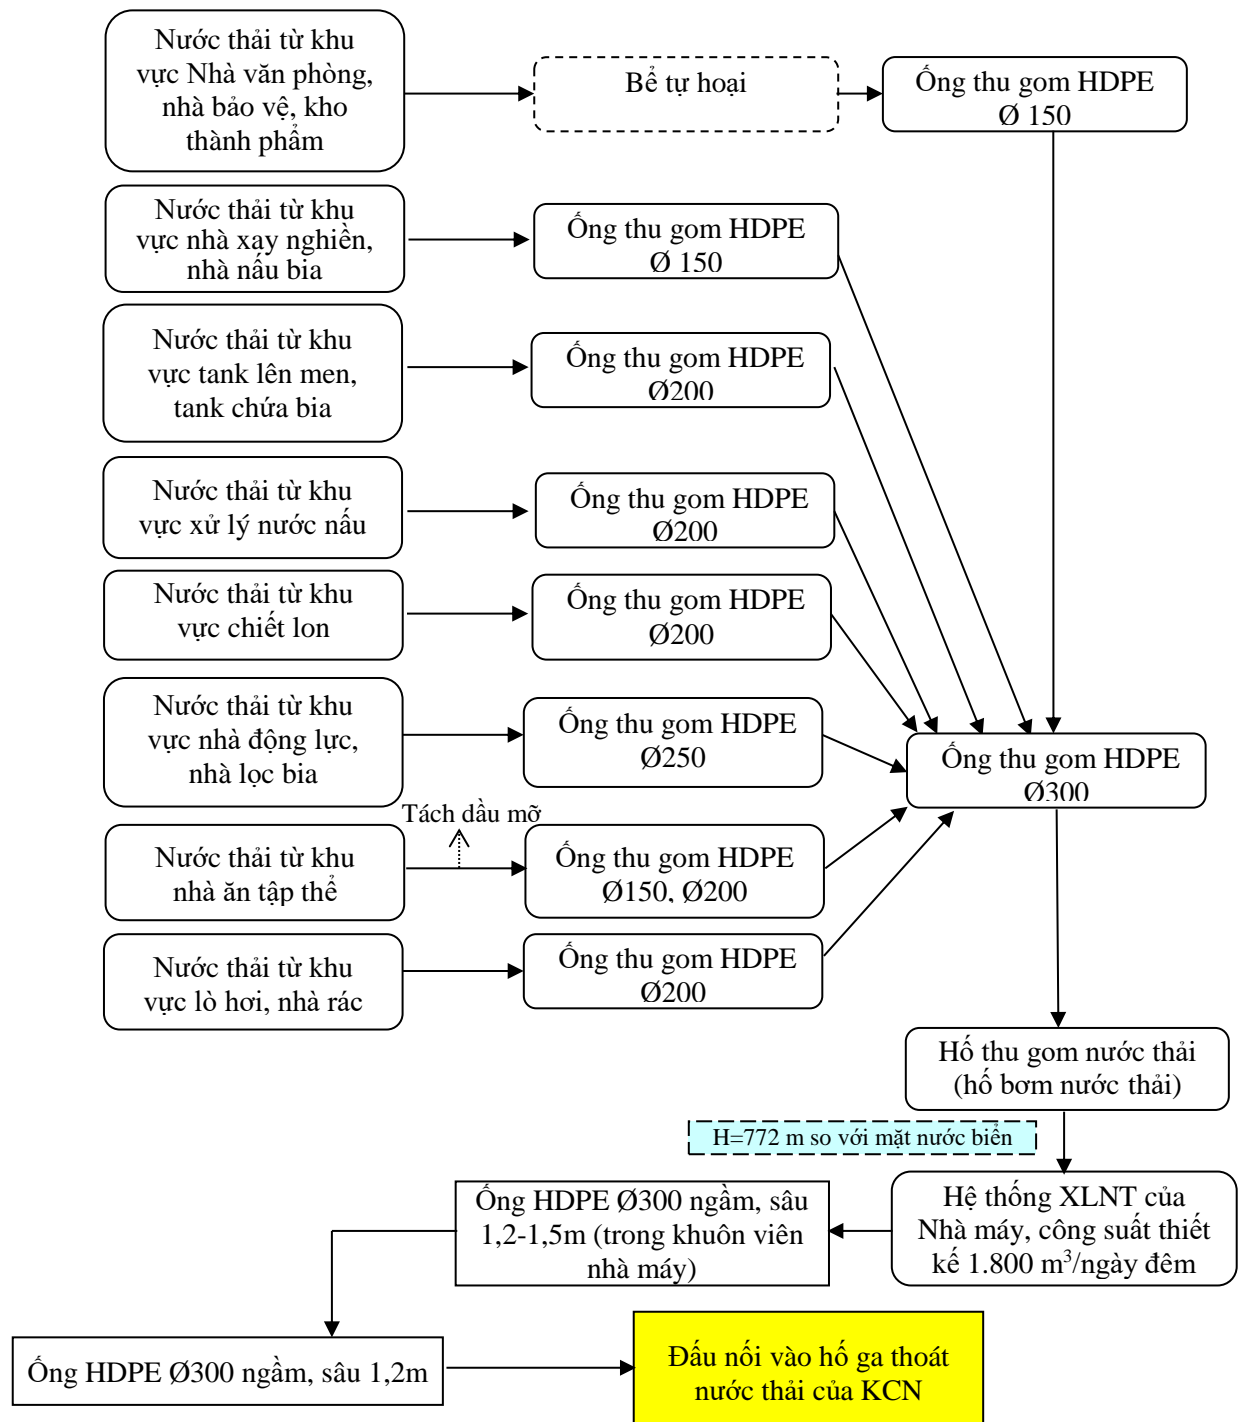 Nước thải từ khu
vực Nhà văn phòng,
nhà bảo vệ, kho
thành phẩm
Bể tự hoại
Ống thu gom HDPE
Ø 150
Nước thải từ khu
vực nhà xay nghiền,
nhà nấu bia
Ống thu gom HDPE
Ø 150
Nước thải từ khu
vực tank lên men,
tank chứa bia
Ống thu gom HDPE
Ø200
Nước thải từ khu
vực xử lý nước nấu
Ống thu gom HDPE
Ø200
Nước thải từ khu
vực chiết lon
Ống thu gom HDPE
Ø200
Nước thải từ khu
vực nhà động lực,
nhà lọc bia
Ống thu gom HDPE
Ø250
Ống thu gom HDPE
Ø300
Tách dầu mỡ
Nước thải từ khu
nhà ăn tập thể
Ống thu gom HDPE
Ø150, Ø200
Nước thải từ khu
vực lò hơi, nhà rác
Ống thu gom HDPE
Ø200
Hố thu gom nước thải
(hố bơm nước thải)
H=772 m so với mặt nước biển
Hệ thống XLNT của
Nhà máy, công suất thiết
kế 1.800 m³/ngày đêm
Ống HDPE Ø300 ngầm, sâu
1,2-1,5m (trong khuôn viên
nhà máy)
Ống HDPE Ø300 ngầm, sâu 1,2m
Đấu nối vào hố ga thoát
nước thải của KCN